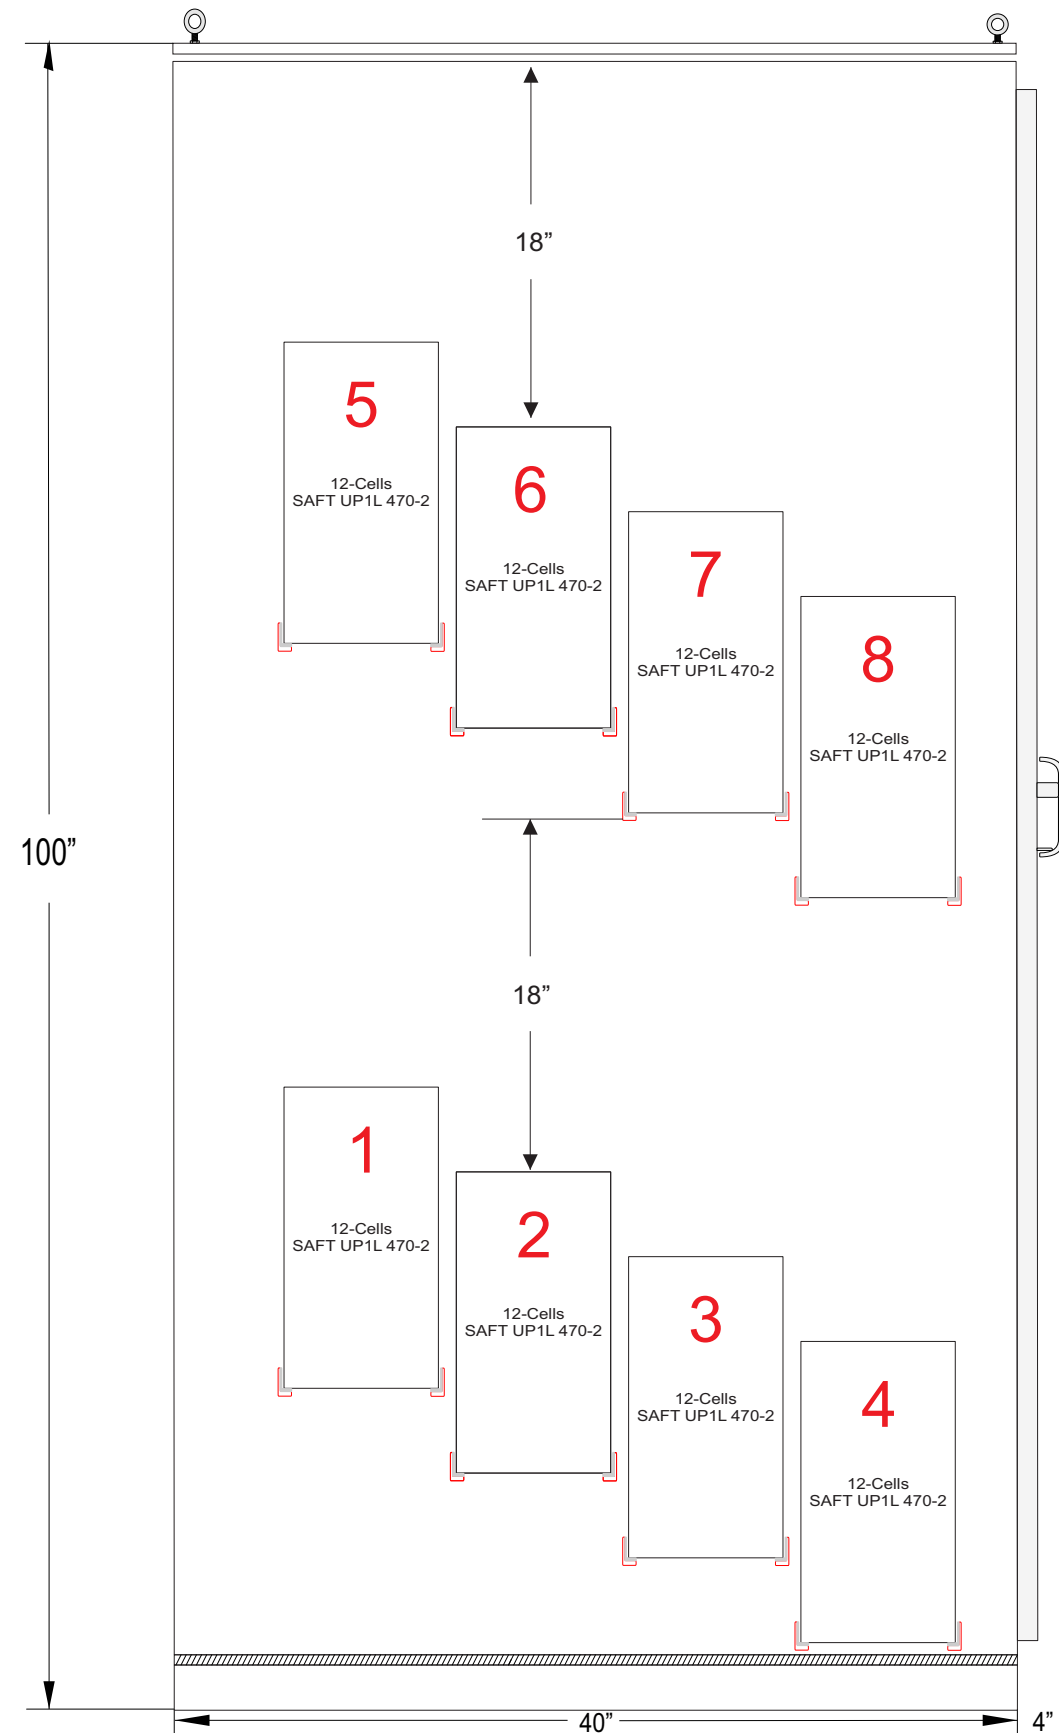 18”
5
12-Cells
SAFT UP1L 470-2
6
12-Cells
SAFT UP1L 470-2
7
12-Cells
SAFT UP1L 470-2
8
12-Cells
SAFT UP1L 470-2
100”
18”
1
12-Cells
SAFT UP1L 470-2
2
12-Cells
SAFT UP1L 470-2
3
12-Cells
SAFT UP1L 470-2
4
12-Cells
SAFT UP1L 470-2
40”
4”